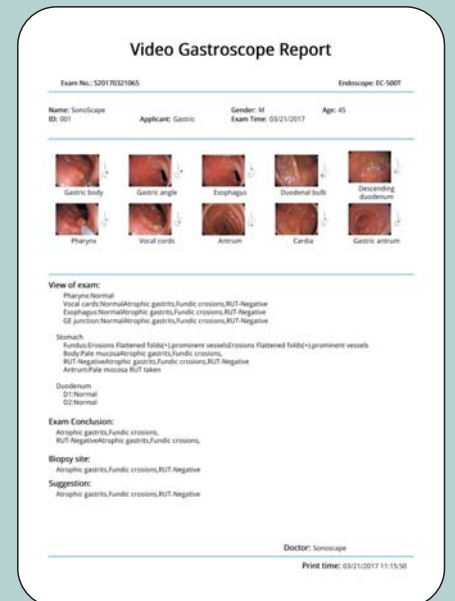 Video Gastroscope Report
Exam No.: S20170321065 Endoscope: EC-500T
Name: SonoScape Gender: M Age: 45
ID: 001 Applicant: Gastric Exam Time: 03/21/2017
Gastric body Gastric angle Esophagus Duodenal bulb Descending duodenum
Pharynx Vocal cords Antrum Cardia Gastric antrum
View of exam:
Pharynx:Normal
Vocal cards:NormalAtrophic gastrits,Fundic crosions,RUT-Negative
Esophagus:NormalAtrophic gastrits,Fundic crosions,RUT-Negative
GE junrtion:NormalAtrophic gastrits,Fundic crosions,RUT-Negative
Stomach
Fundus:Erosions Flattened folds(+),prominent vesselsErosions Flattened folds(+),prominent vessels
Body:Pale mucosaAtrophic gastrits,Fundic crosions,
RUT-NegativeAtrophic gastrits,Fundic crosions,RUT-Negative
Antrum:Pale mocosa RUT taken
Duodenum
D1:Normal
D2:Normal
Exam Conclusion:
Atrophic gastrits,Fundic crosions,
RUT-NegativeAtrophic gastrits,Fundic crosions,
Biopsy site:
Atrophic gastrits,Fundic crosions,RUT-Negative
Suggestion:
Atrophic gastrits,Fundic crosions,RUT-Negative
Doctor: Sonoscape
Print time: 03/21/2017 11:15:50